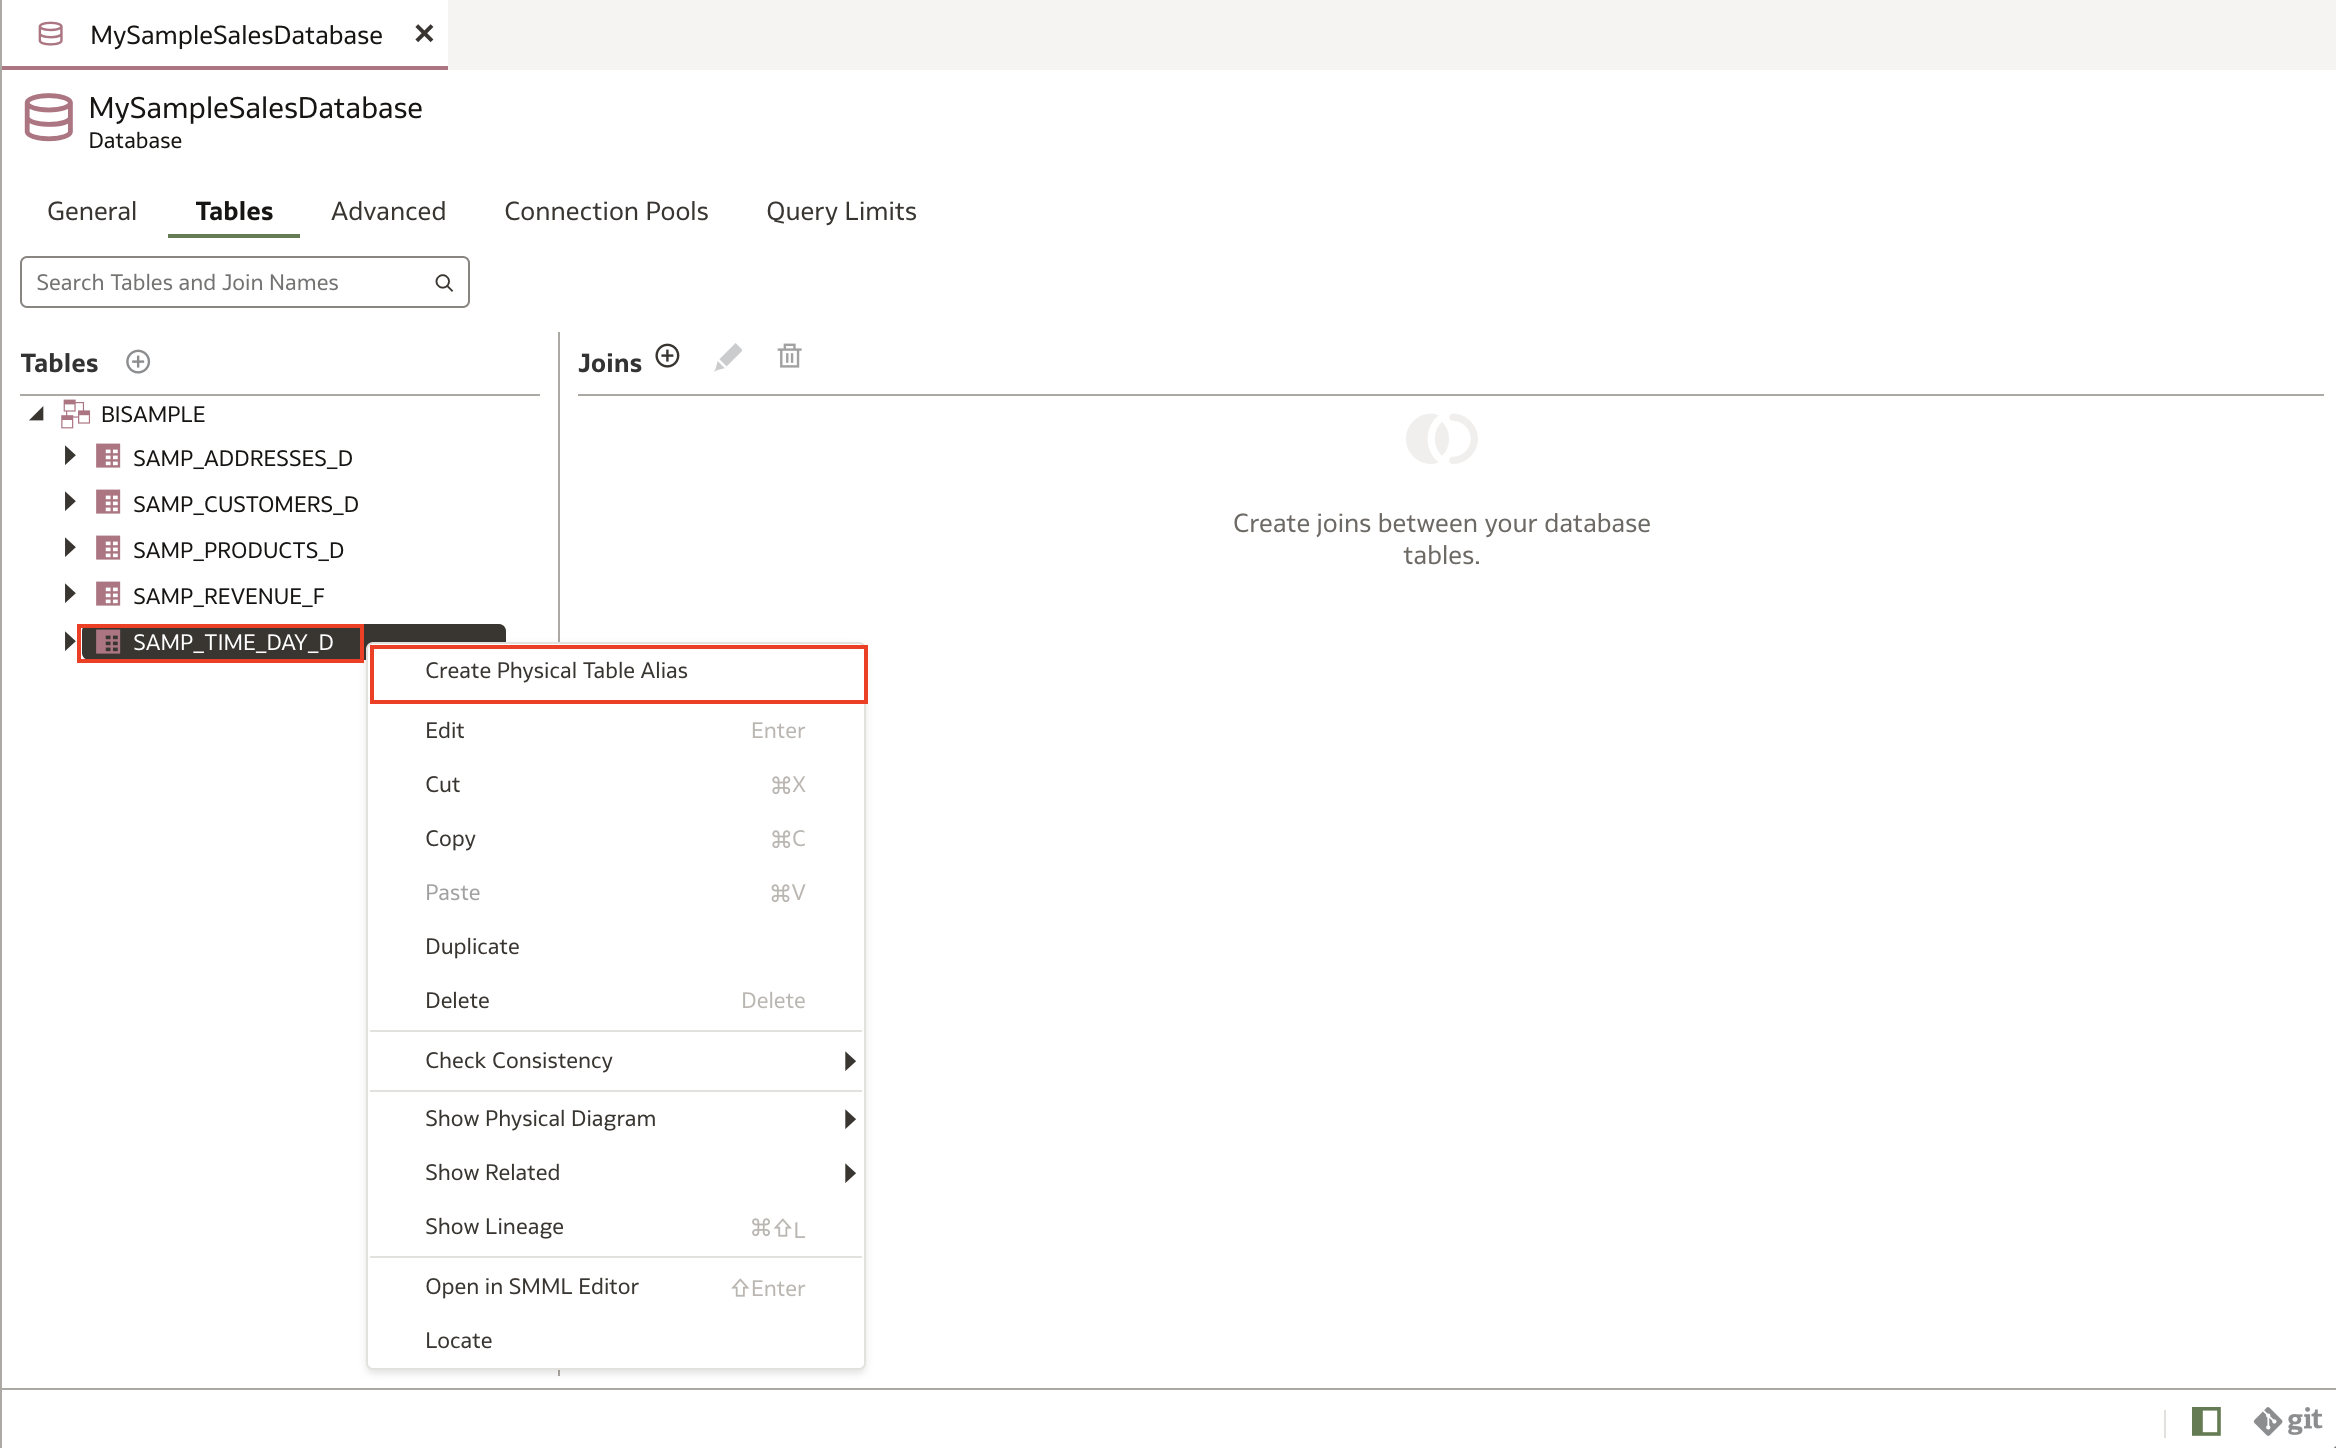 MySampleSalesDatabase
MySampleSalesDatabase
Database
General Tables Advanced Connection Pools Query Limits
Search Tables and Join Names
Tables
Joins
BISAMPLE
SAMP_ADDRESSES_D
SAMP_CUSTOMERS_D
SAMP_PRODUCTS_D
SAMP_REVENUE_F
SAMP_TIME_DAY_D
Create joins between your database
tables.
Create Physical Table Alias
Edit Enter
Cut ⌘X
Copy ⌘C
Paste ⌘V
Duplicate
Delete Delete
Check Consistency
Show Physical Diagram
Show Related
Show Lineage ⌘⇧L
Open in SMML Editor ⇧Enter
Locate
git